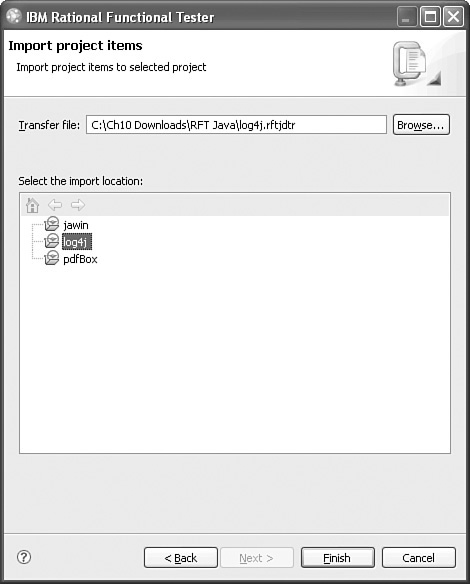 IBM Rational Functional Tester
Import project items
Import project items to selected project
Transfer file: C:\Ch10 Downloads\RFT Java\log4j.rftjdtr Browse...
Select the import location:
jawin
log4j
pdfBox
? < Back Next > Finish Cancel